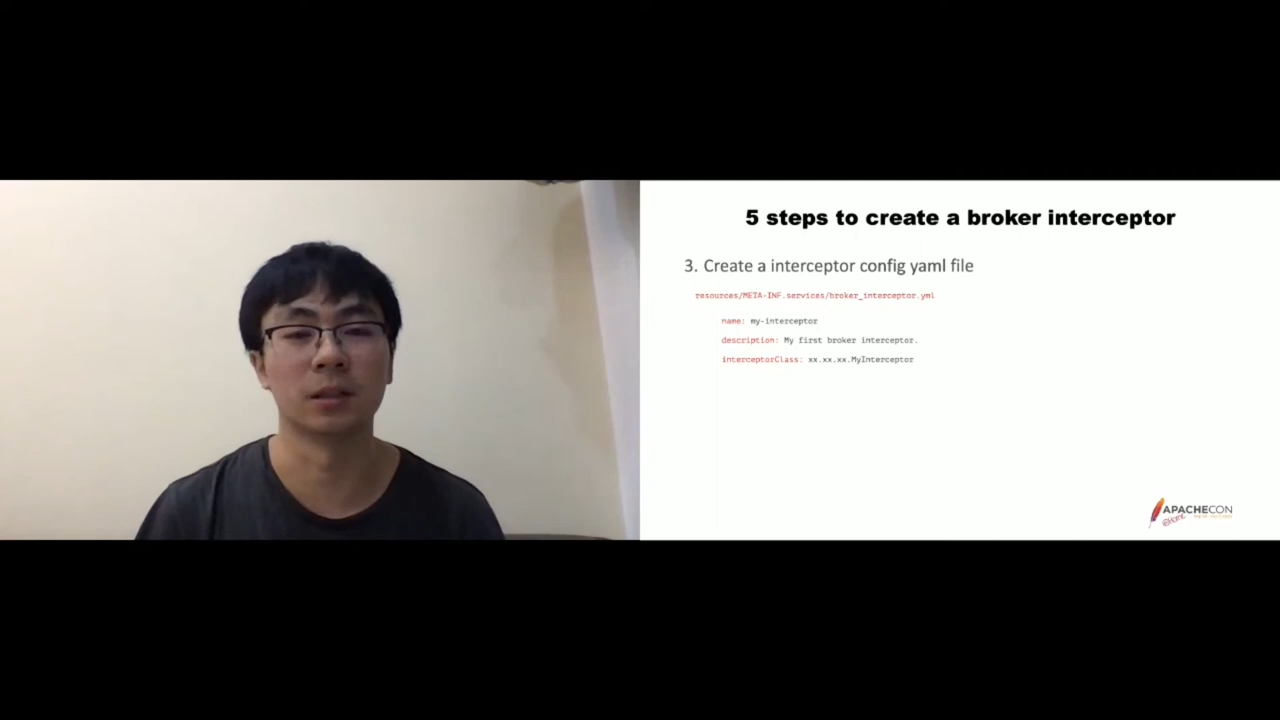 5 steps to create a broker interceptor
3. Create a interceptor config yaml file
resources/META-INF.services/broker_interceptor.yml
name: my-interceptor
description: My first broker interceptor.
interceptorClass: xx.xx.xx.MyInterceptor
APACHECON
@Home